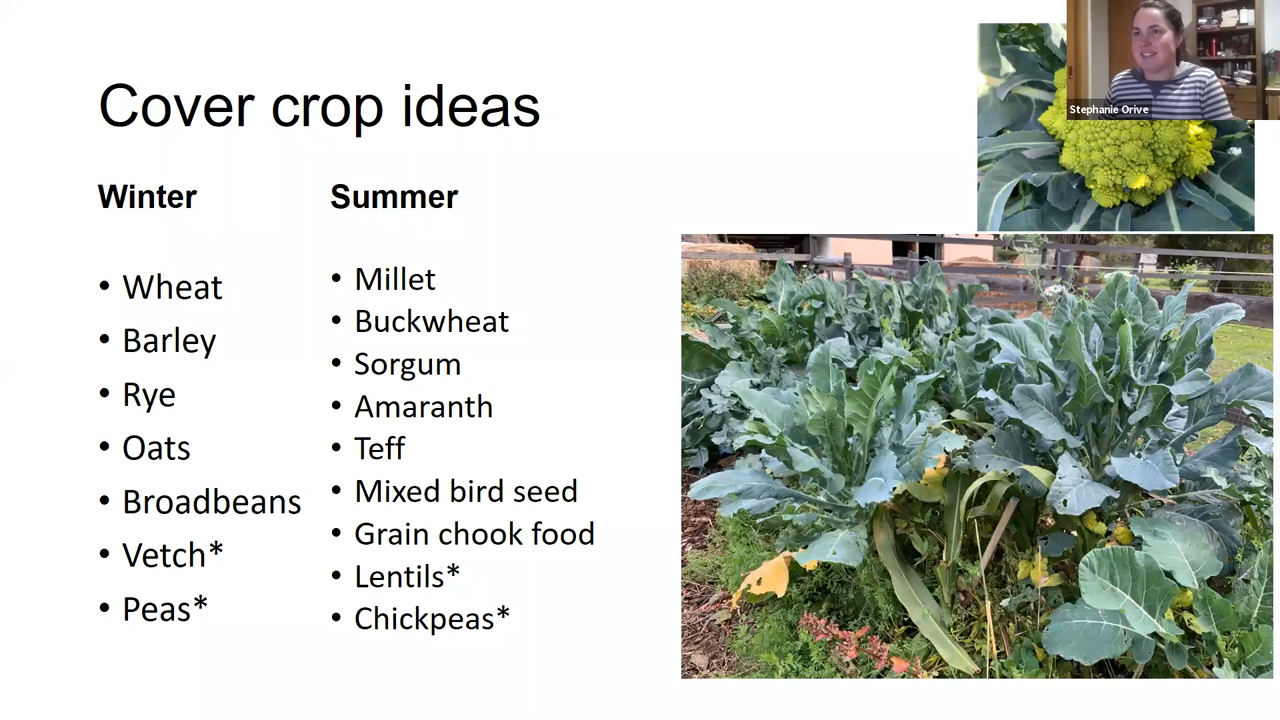 Cover crop ideas
Stephanie Orive
Winter
• Wheat
• Barley
• Rye
• Oats
• Broadbeans
• Vetch*
• Peas*
Summer
• Millet
• Buckwheat
• Sorgum
• Amaranth
• Teff
• Mixed bird seed
• Grain chook food
• Lentils*
• Chickpeas*